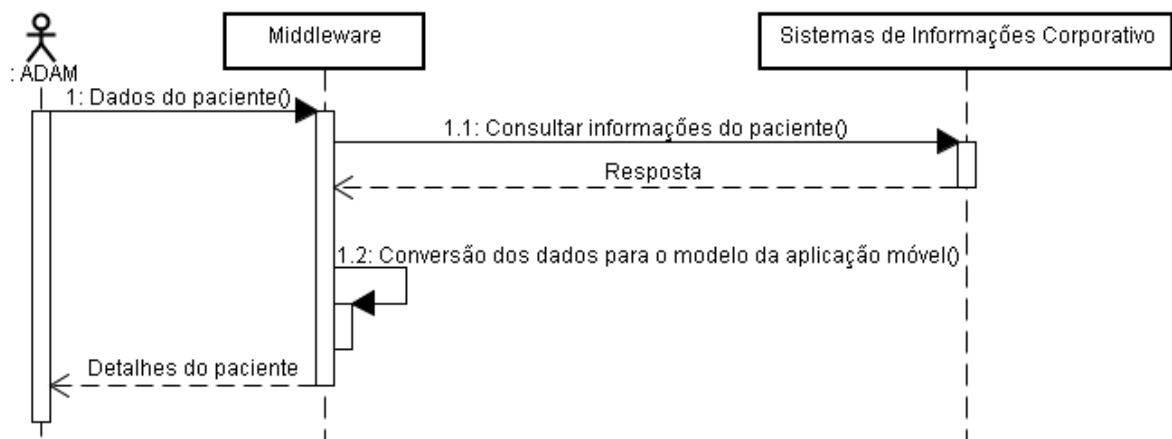 Middleware
Sistemas de Informações Corporativo
: ADAM
1: Dados do paciente()
1.1: Consultar informações do paciente()
Resposta
1.2: Conversão dos dados para o modelo da aplicação móvel()
Detalhes do paciente